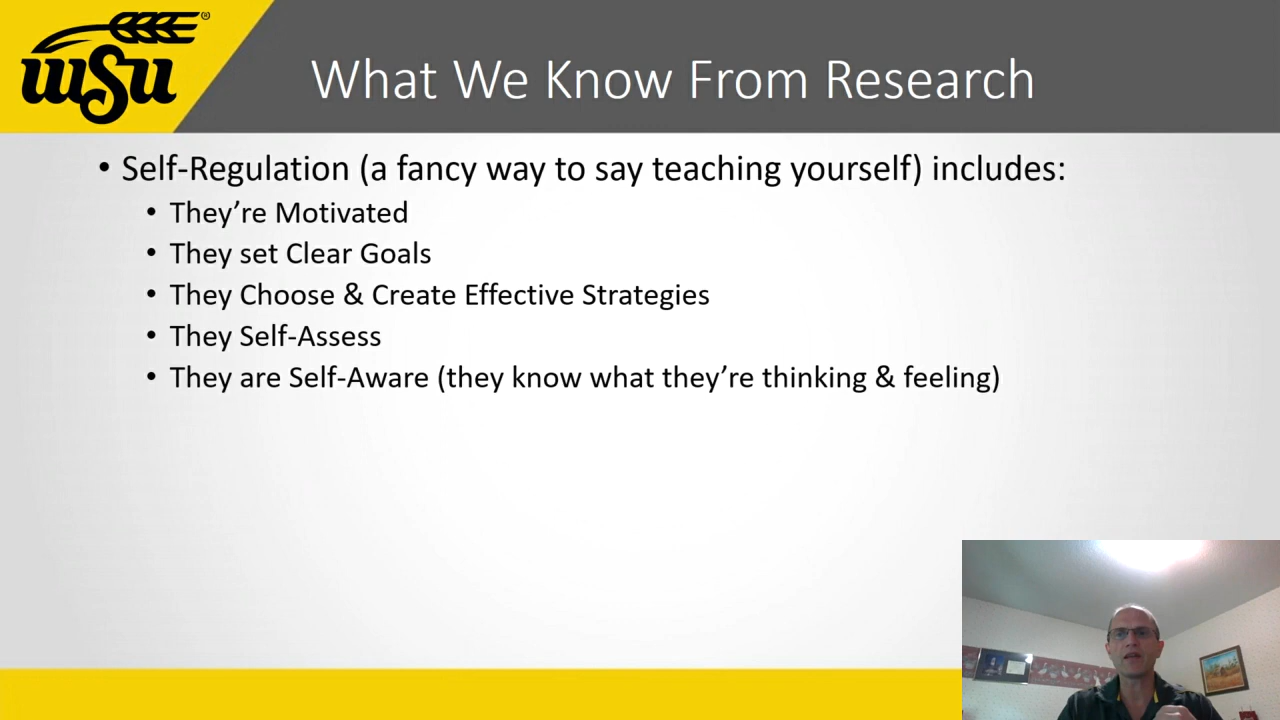 wsu®
What We Know From Research
• Self-Regulation (a fancy way to say teaching yourself) includes:
• They’re Motivated
• They set Clear Goals
• They Choose & Create Effective Strategies
• They Self-Assess
• They are Self-Aware (they know what they’re thinking & feeling)